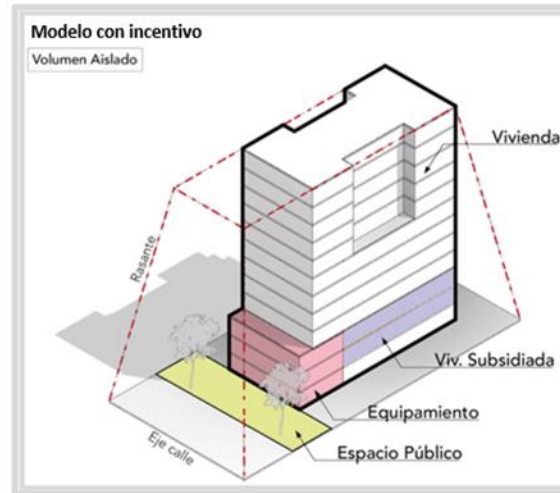 Modelo con incentivo
Volumen Aislado
Vivienda
Rasante
Viv. Subsidiada
Equipamiento
Espacio Público
Eje calle